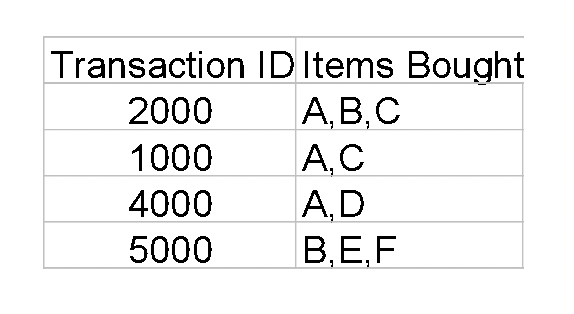 Transaction ID Items Bought
2000 A,B,C
1000 A,C
4000 A,D
5000 B,E,F